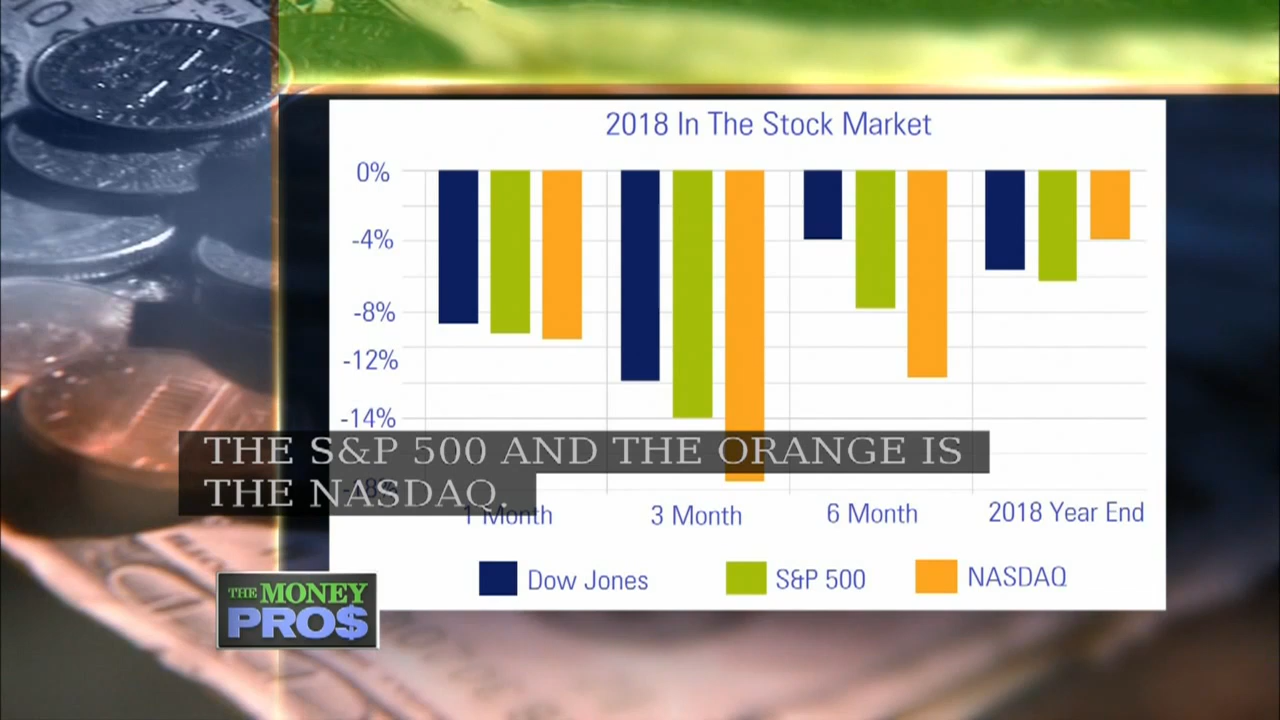 2018 In The Stock Market
0%
-4%
-8%
-12%
-14%
-18%
THE S&P 500 AND THE ORANGE IS
THE NASDAQ.
1 Month 3 Month 6 Month 2018 Year End
Dow Jones S&P 500 NASDAQ
THE MONEY
PRO$